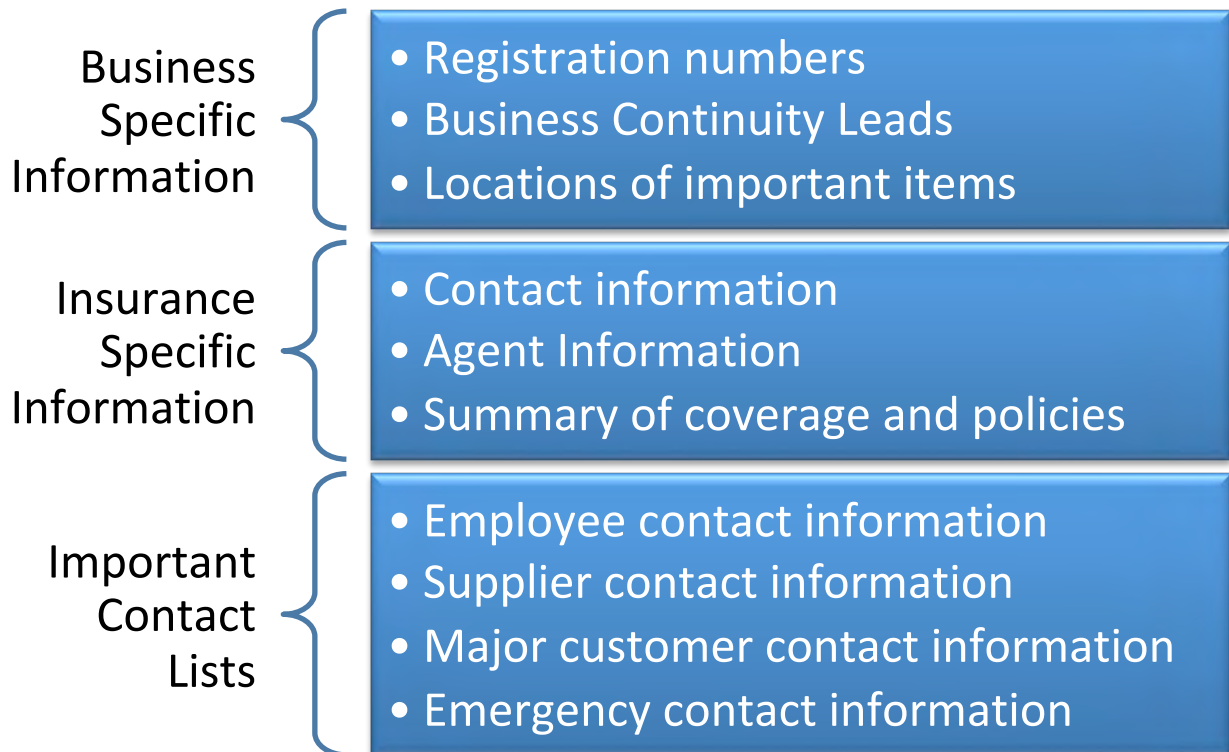 Business
Specific
Information
• Registration numbers
• Business Continuity Leads
• Locations of important items
Insurance
Specific
Information
• Contact information
• Agent Information
• Summary of coverage and policies
Important
Contact
Lists
• Employee contact information
• Supplier contact information
• Major customer contact information
• Emergency contact information